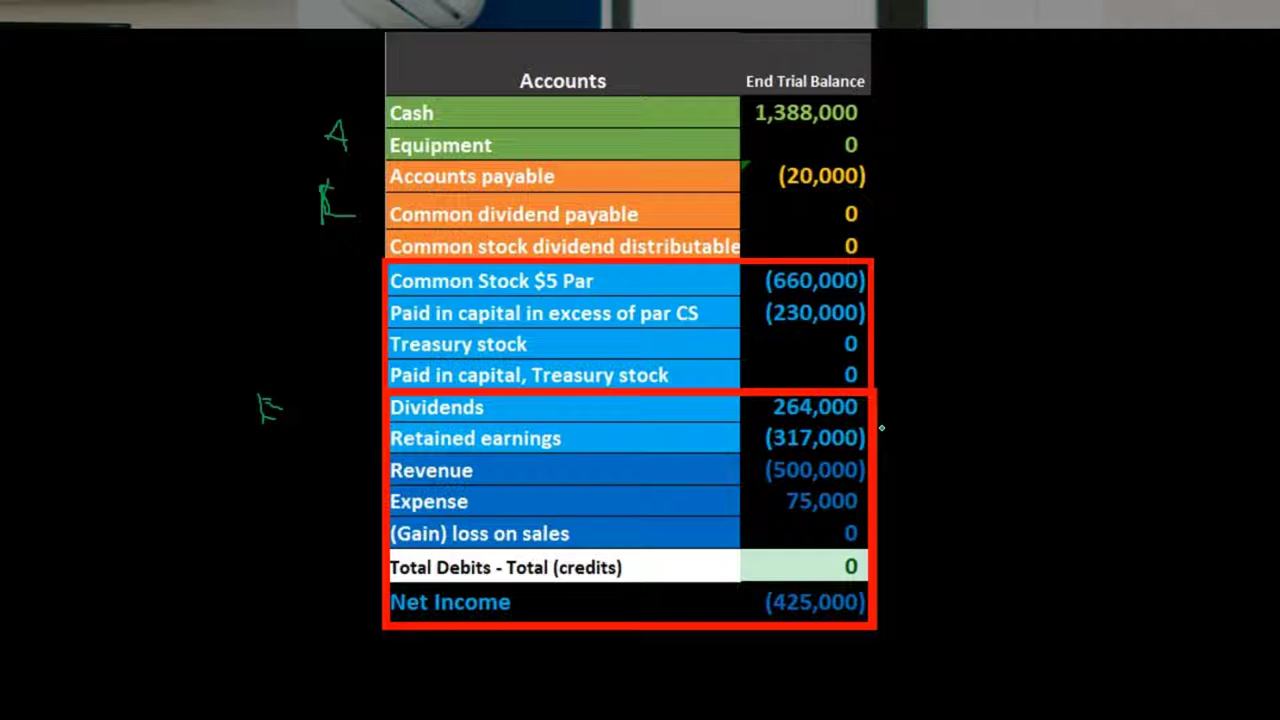 Accounts End Trial Balance
Cash 1,388,000
A
Equipment 0
Accounts payable (20,000)
L
Common dividend payable 0
Common stock dividend distributable 0
Common Stock $5 Par (660,000)
Paid in capital in excess of par CS (230,000)
Treasury stock 0
Paid in capital, Treasury stock 0
E
Dividends 264,000
Retained earnings (317,000)
Revenue (500,000)
Expense 75,000
(Gain) loss on sales 0
Total Debits - Total (credits) 0
Net Income (425,000)